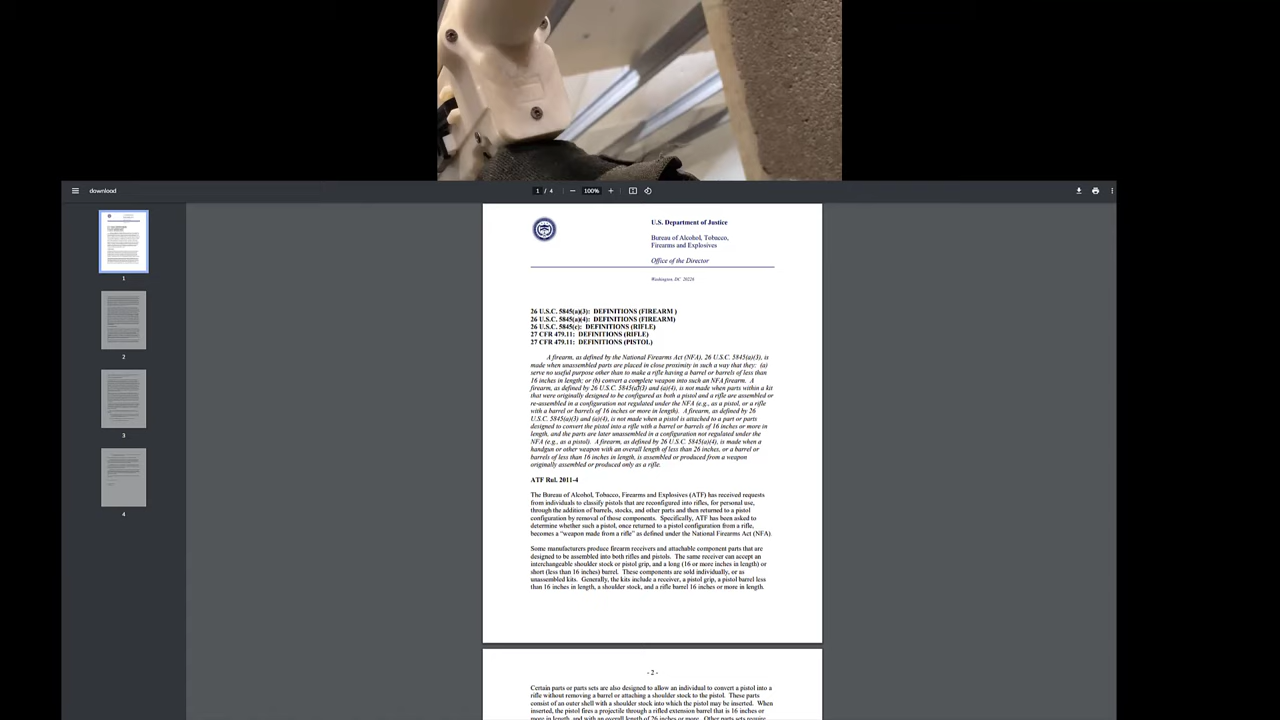 download
1 / 4
100%
1
2
3
4
U.S. Department of Justice
Bureau of Alcohol, Tobacco,
Firearms and Explosives
Office of the Director
Washington, DC 20226
26 U.S.C. 5845(a)(3): DEFINITIONS (FIREARM )
26 U.S.C. 5845(a)(4): DEFINITIONS (FIREARM)
26 U.S.C. 5845(c): DEFINITIONS (RIFLE)
27 CFR 479.11: DEFINITIONS (RIFLE)
27 CFR 479.11: DEFINITIONS (PISTOL)
A firearm, as defined by the National Firearms Act (NFA), 26 U.S.C. 5845(a)(3), is
made when unassembled parts are placed in close proximity in such a way that they: (a)
serve no useful purpose other than to make a rifle having a barrel or barrels of less than
16 inches in length; or (b) convert a complete weapon into such an NFA firearm. A
firearm, as defined by 26 U.S.C. 5845(a)(3) and (a)(4), is not made when parts within a kit
that were originally designed to be configured as both a pistol and a rifle are assembled or
re-assembled in a configuration not regulated under the NFA (e.g., as a pistol, or a rifle
with a barrel or barrels of 16 inches or more in length). A firearm, as defined by 26
U.S.C. 5845(a)(3) and (a)(4), is not made when a pistol is attached to a part or parts
designed to convert the pistol into a rifle with a barrel or barrels of 16 inches or more in
length, and the parts are later unassembled in a configuration not regulated under the
NFA (e.g., as a pistol). A firearm, as defined by 26 U.S.C. 5845(a)(4), is made when a
handgun or other weapon with an overall length of less than 26 inches, or a barrel or
barrels of less than 16 inches in length, is assembled or produced from a weapon
originally assembled or produced only as a rifle.
ATF Rul. 2011-4
The Bureau of Alcohol, Tobacco, Firearms and Explosives (ATF) has received requests
from individuals to classify pistols that are reconfigured into rifles, for personal use,
through the addition of barrels, stocks, and other parts and then returned to a pistol
configuration by removal of those components. Specifically, ATF has been asked to
determine whether such a pistol, once returned to a pistol configuration from a rifle,
becomes a “weapon made from a rifle” as defined under the National Firearms Act (NFA).
Some manufacturers produce firearm receivers and attachable component parts that are
designed to be assembled into both rifles and pistols. The same receiver can accept an
interchangeable shoulder stock or pistol grip, and a long (16 or more inches in length) or
short (less than 16 inches) barrel. These components are sold individually, or as
unassembled kits. Generally, the kits include a receiver, a pistol grip, a pistol barrel less
than 16 inches in length, a shoulder stock, and a rifle barrel 16 inches or more in length.
- 2 -
Certain parts or parts sets are also designed to allow an individual to convert a pistol into a
rifle without removing a barrel or attaching a shoulder stock to the pistol. These parts
consist of an outer shell with a shoulder stock into which the pistol may be inserted. When
inserted, the pistol fires a projectile through a rifled extension barrel that is 16 inches or
more in length, and with an overall length of 26 inches or more. Other parts sets require